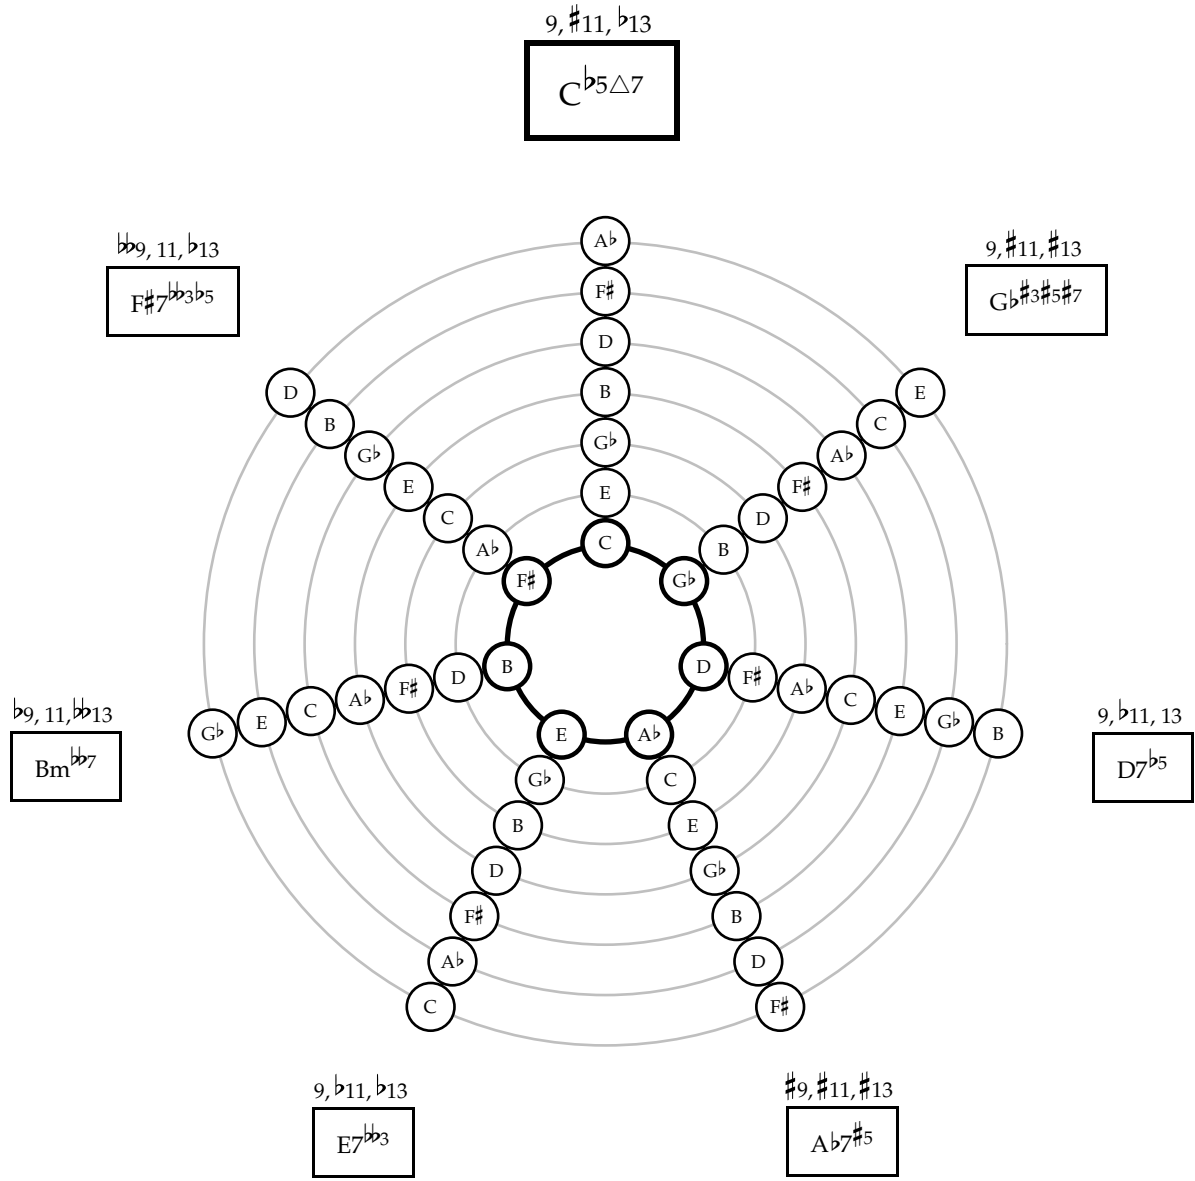 9, ♯11, ♭13
C♭5△7
♭♭9, 11, ♭13
F♯7♭♭3♭5
9, ♯11, ♯13
G♭♯3♯5♯7
A♭
F♯
D
B
G♭
E
C
D
B
G♭
E
C
A♭
F♯
E
C
A♭
F♯
D
B
G♭
♭9, 11, ♭♭13
Bm♭♭7
G♭
E
C
A♭
F♯
D
B
D
F♯
A♭
C
E
G♭
B
9, ♭11, 13
D7♭5
E
G♭
B
D
F♯
A♭
C
A♭
C
E
G♭
B
D
F♯
9, ♭11, ♭13
E7♭♭3
♯9, ♯11, ♯13
A♭7♯5